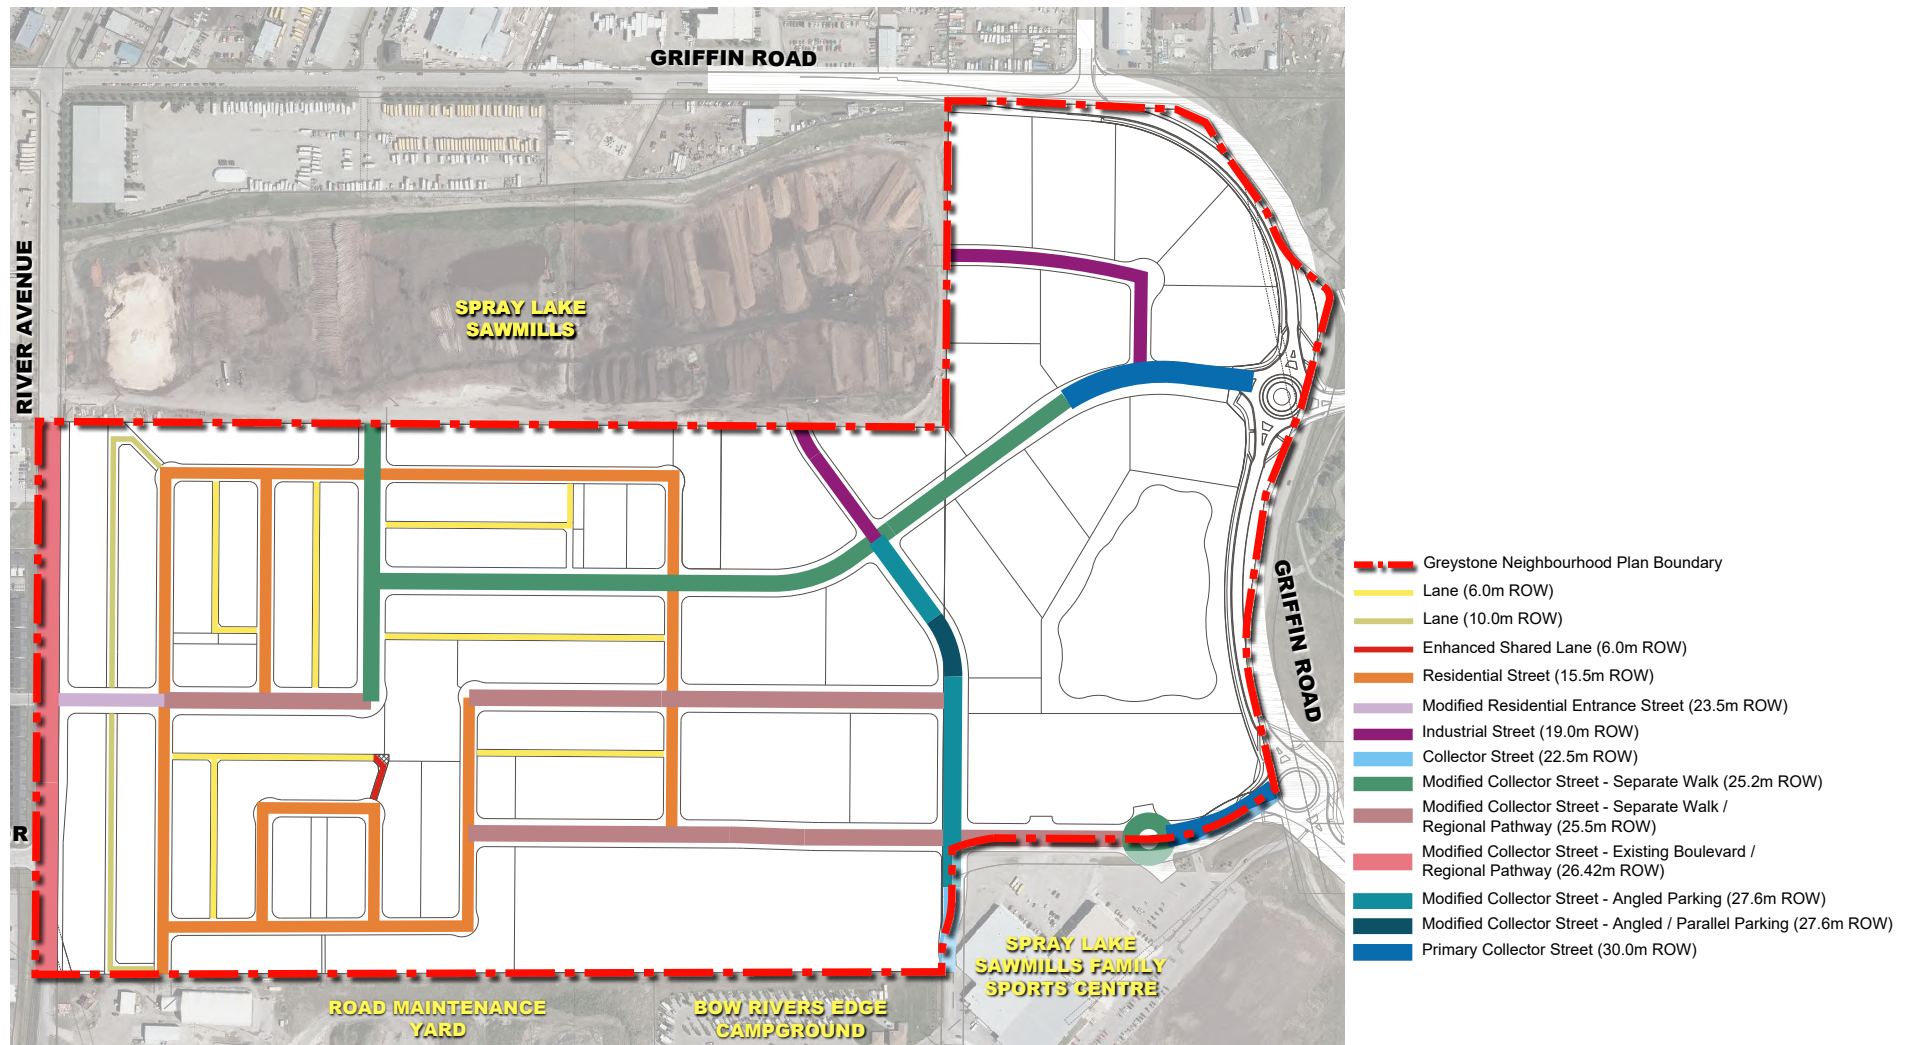 GRIFFIN ROAD
RIVER AVENUE
SPRAY LAKE
SAWMILLS
GRIFFIN ROAD
R
SPRAY LAKE
SAWMILLS FAMILY
SPORTS CENTRE
ROAD MAINTENANCE
YARD
BOW RIVERS EDGE
CAMPGROUND
Greystone Neighbourhood Plan Boundary
Lane (6.0m ROW)
Lane (10.0m ROW)
Enhanced Shared Lane (6.0m ROW)
Residential Street (15.5m ROW)
Modified Residential Entrance Street (23.5m ROW)
Industrial Street (19.0m ROW)
Collector Street (22.5m ROW)
Modified Collector Street - Separate Walk (25.2m ROW)
Modified Collector Street - Separate Walk /
Regional Pathway (25.5m ROW)
Modified Collector Street - Existing Boulevard /
Regional Pathway (26.42m ROW)
Modified Collector Street - Angled Parking (27.6m ROW)
Modified Collector Street - Angled / Parallel Parking (27.6m ROW)
Primary Collector Street (30.0m ROW)